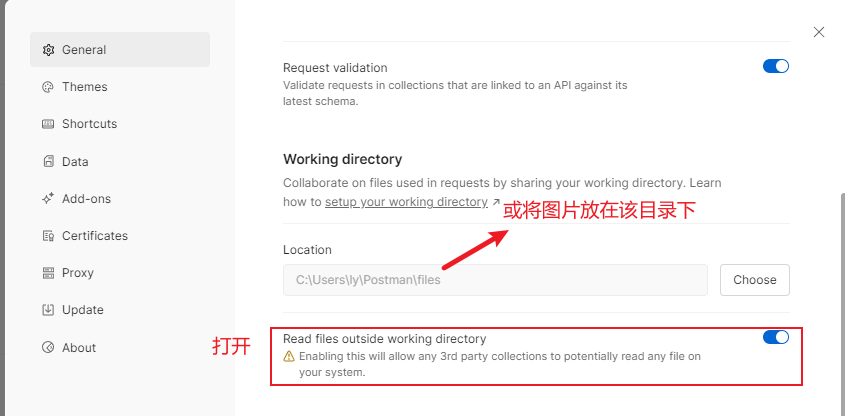 General
Themes
Shortcuts
Data
Add-ons
Certificates
Proxy
Update
About
Request validation
Validate requests in collections that are linked to an API against its
latest schema.
Working directory
Collaborate on files used in requests by sharing your working directory. Learn
how to setup your working directory ↗
或将图片放在该目录下
Location
C:\Users\ly\Postman\files
Choose
打开
Read files outside working directory
Enabling this will allow any 3rd party collections to potentially read any file on
your system.